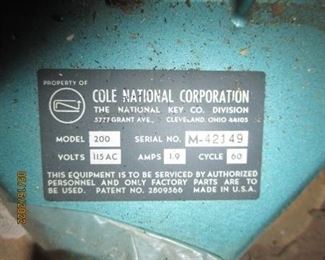 PROPERTY OF
COLE NATIONAL CORPORATION
THE NATIONAL KEY CO. DIVISION
5777 GRANT AVE., CLEVELAND, OHIO 44105
MODEL 200 SERIAL NO. M-42149
VOLTS 115 AC AMPS 1.9 CYCLE 60
THIS EQUIPMENT IS TO BE SERVICED BY AUTHORIZED
PERSONNEL AND ONLY FACTORY PARTS ARE TO
BE USED. PATENT NO. 2809566 MADE IN U.S.A.